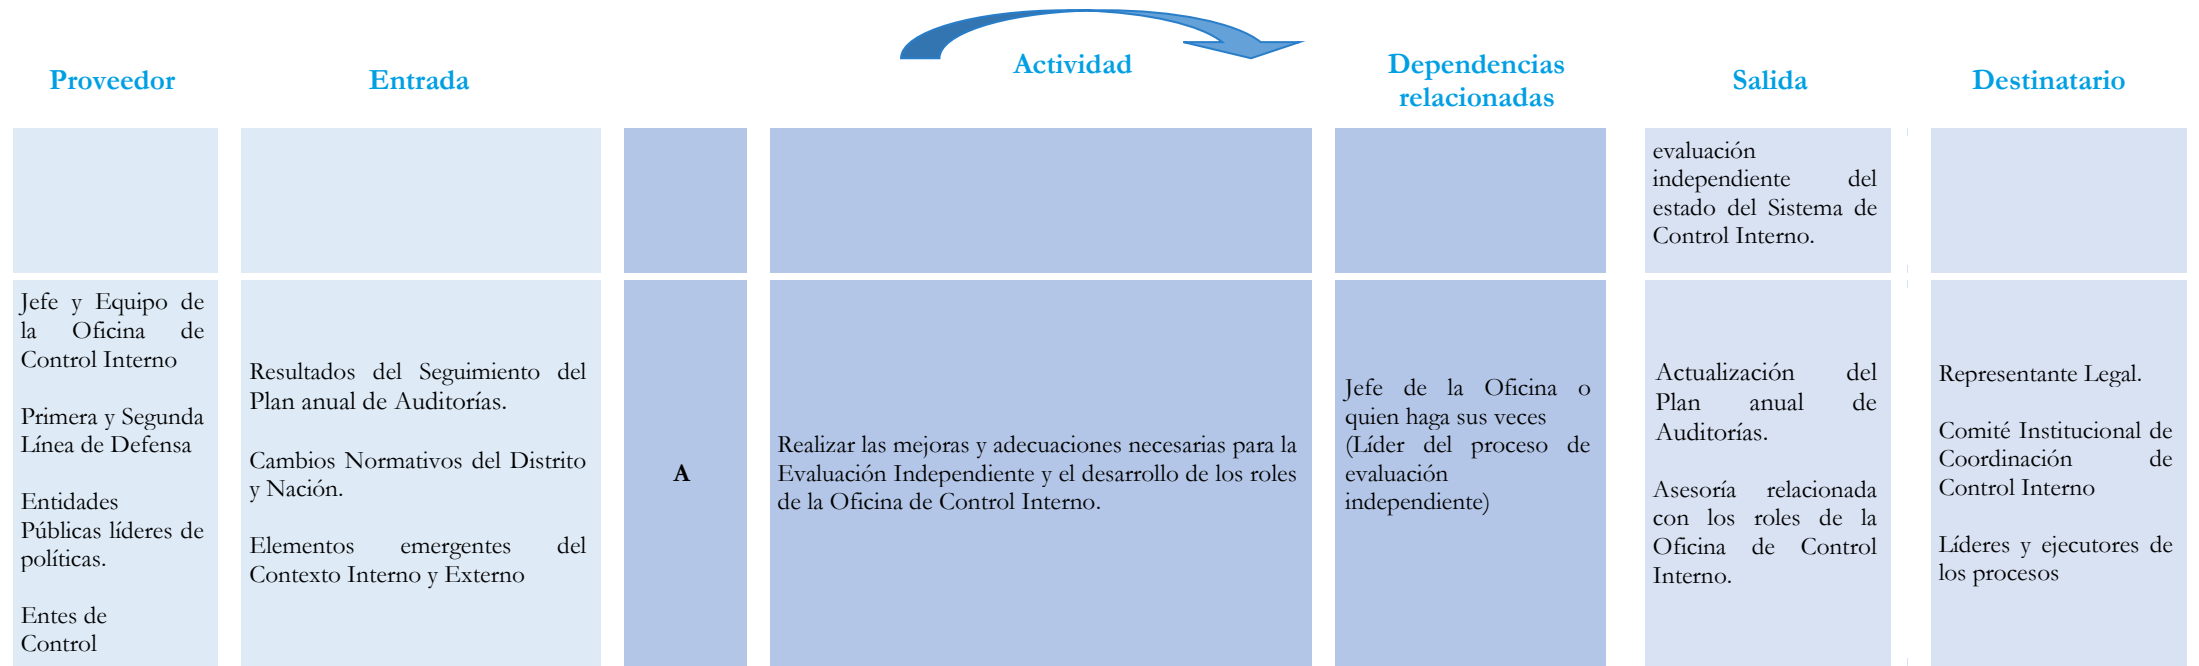 Proveedor
Entrada
Actividad
Dependencias
relacionadas
Salida
Destinatario
evaluación
independiente del
estado del Sistema de
Control Interno.
Jefe y Equipo de
la Oficina de
Control Interno
Primera y Segunda
Línea de Defensa
Entidades
Públicas líderes de
políticas.
Entes de
Control
Resultados del Seguimiento del
Plan anual de Auditorías.
Cambios Normativos del Distrito
y Nación.
Elementos emergentes del
Contexto Interno y Externo
A
Realizar las mejoras y adecuaciones necesarias para la
Evaluación Independiente y el desarrollo de los roles
de la Oficina de Control Interno.
Jefe de la Oficina o
quien haga sus veces
(Líder del proceso de
evaluación
independiente)
Actualización del
Plan anual de
Auditorías.
Asesoría relacionada
con los roles de la
Oficina de Control
Interno.
Representante Legal.
Comité Institucional de
Coordinación de
Control Interno
Líderes y ejecutores de
los procesos